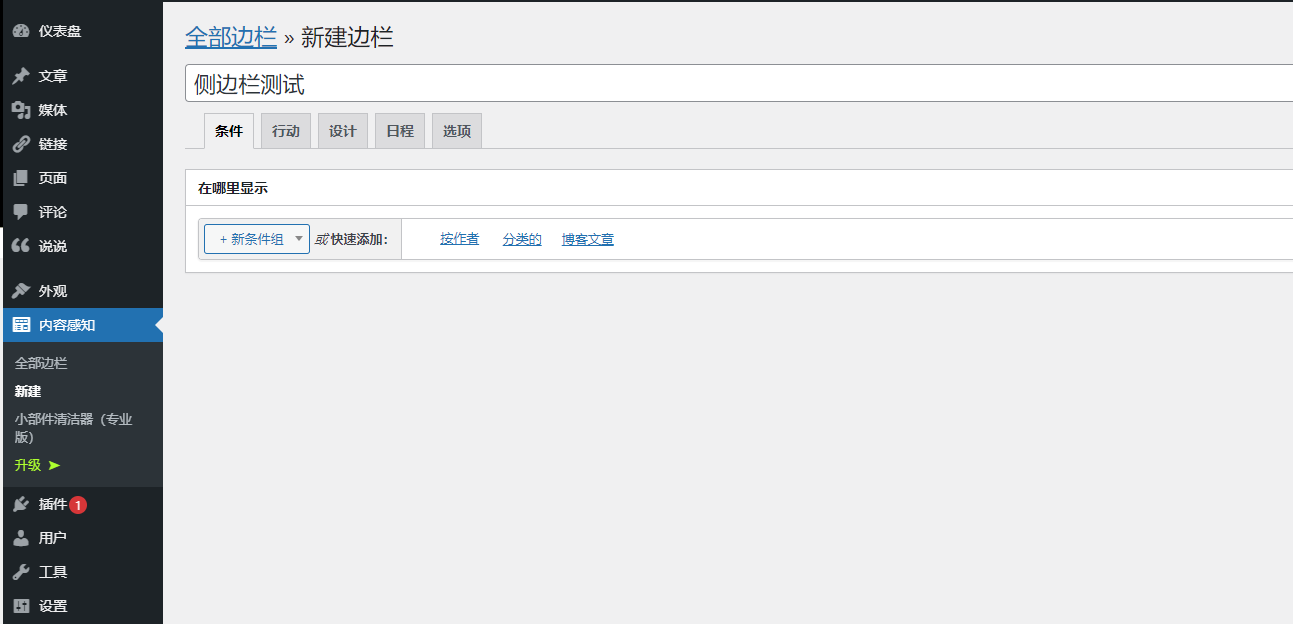 仪表盘
文章
媒体
链接
页面
评论
说说
外观
内容感知
全部边栏
新建
小部件清洁器（专业
版）
升级 ➤
插件 1
用户
工具
设置
全部边栏 » 新建边栏
侧边栏测试
条件 行动 设计 日程 选项
在哪里显示
+ 新条件组 或快速添加： 按作者 分类的 博客文章